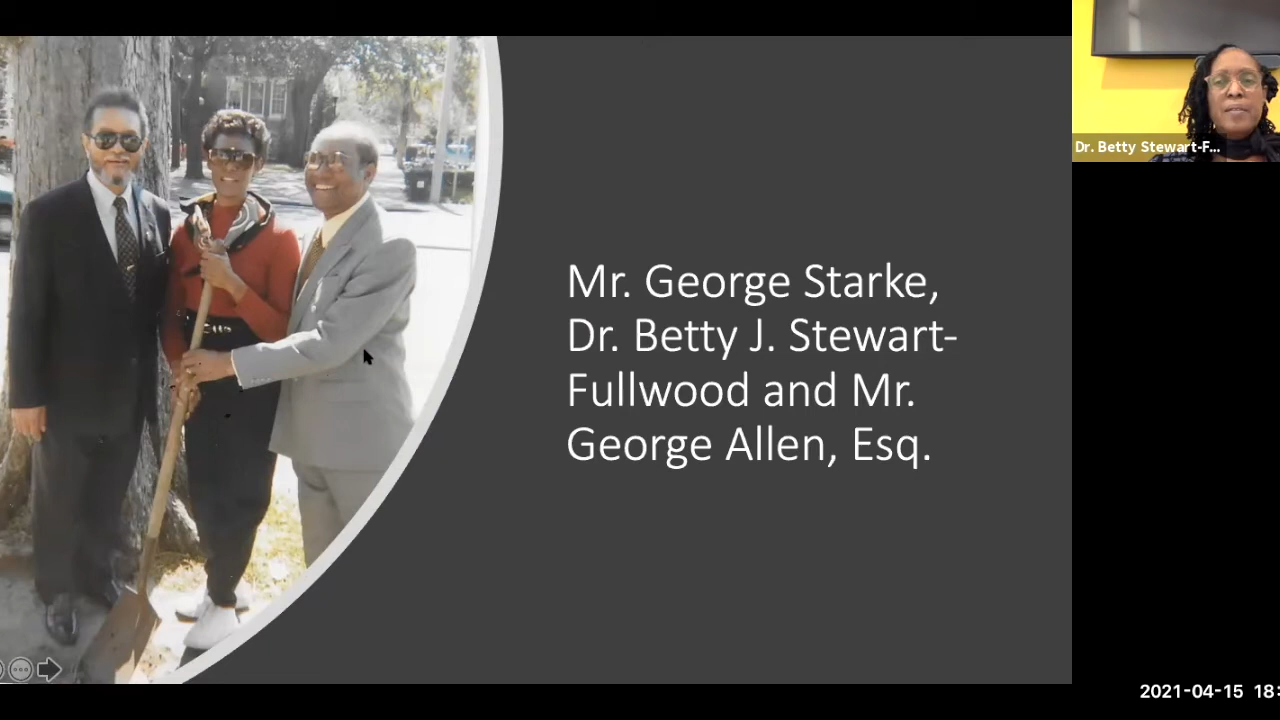 Mr. George Starke,
Dr. Betty J. Stewart-
Fullwood and Mr.
George Allen, Esq.
Dr. Betty Stewart-F...
2021-04-15 18: